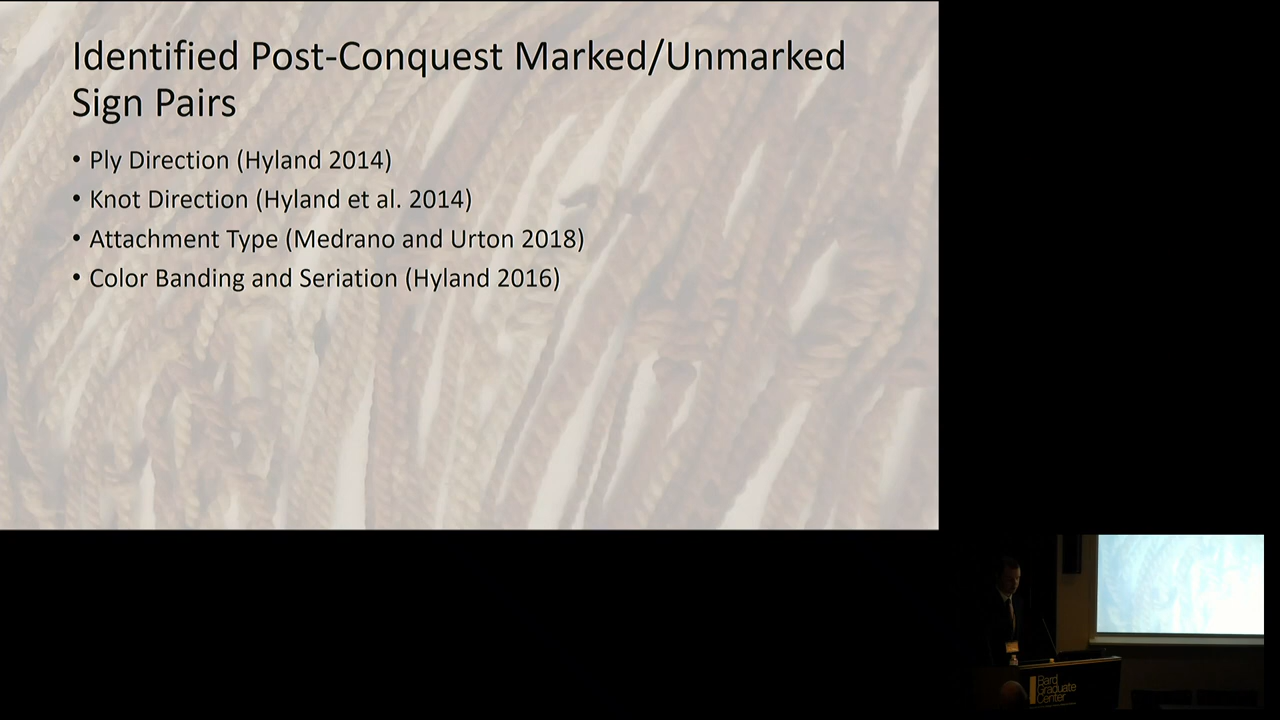 Identified Post-Conquest Marked/Unmarked
Sign Pairs
• Ply Direction (Hyland 2014)
• Knot Direction (Hyland et al. 2014)
• Attachment Type (Medrano and Urton 2018)
• Color Banding and Seriation (Hyland 2016)
Bard
Graduate
Center